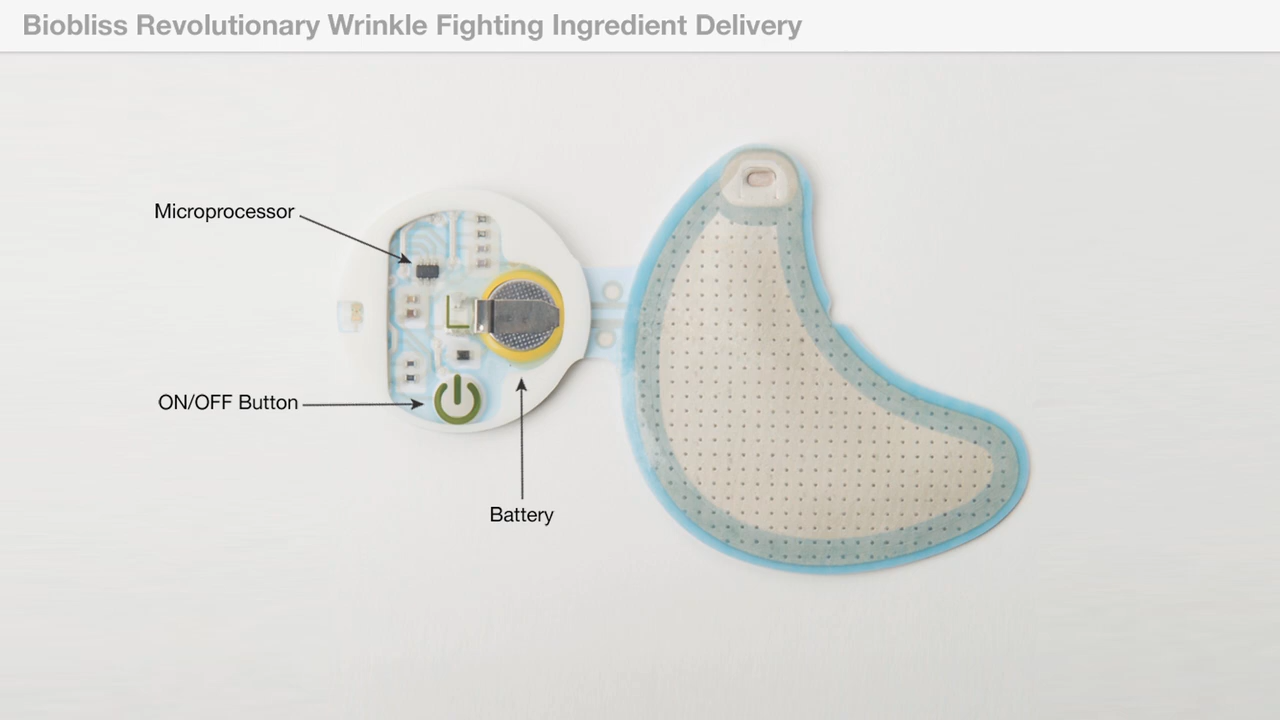 Biobliss Revolutionary Wrinkle Fighting Ingredient Delivery
Microprocessor
ON/OFF Button
Battery